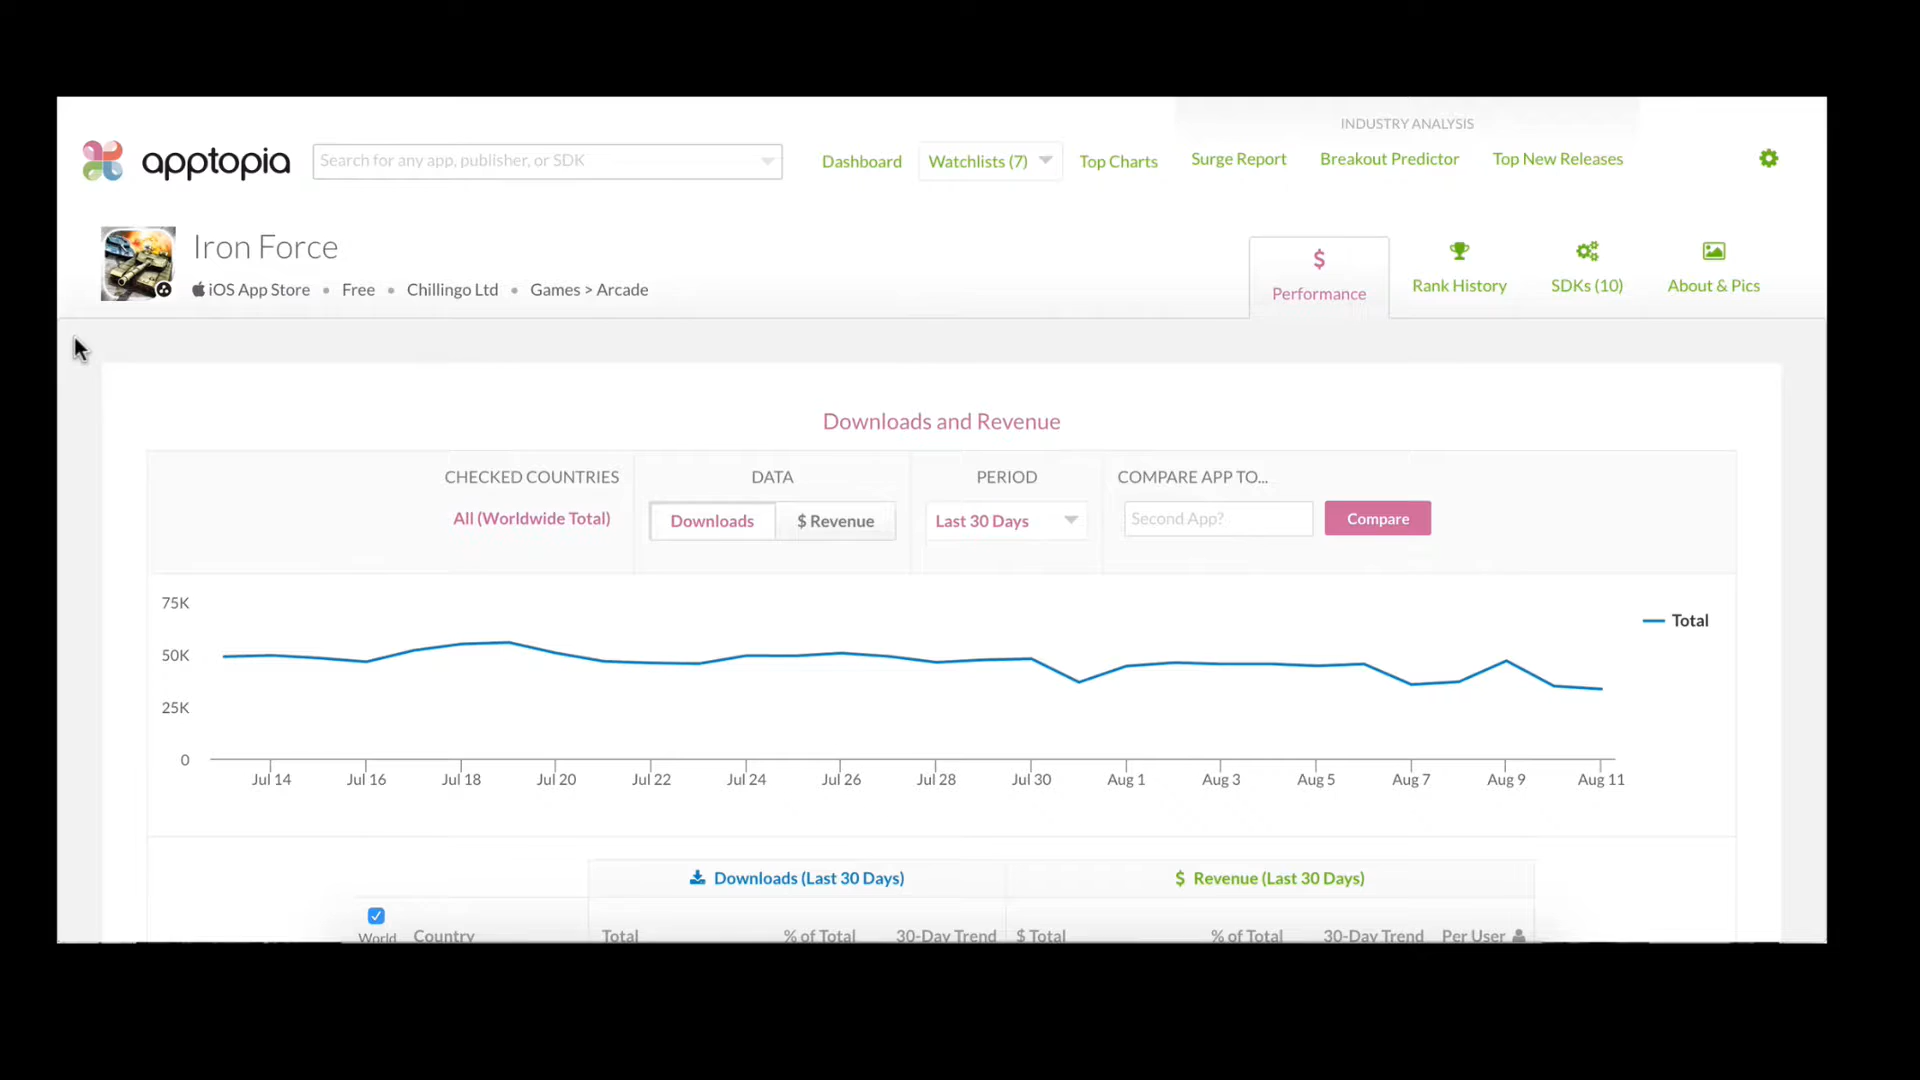 INDUSTRY ANALYSIS
apptopia
Search for any app, publisher, or SDK
Dashboard
Watchlists (7)
Top Charts
Surge Report
Breakout Predictor
Top New Releases
Iron Force
iOS App Store • Free • Chillingo Ltd • Games > Arcade
$
Performance
Rank History
SDKs (10)
About & Pics
Downloads and Revenue
CHECKED COUNTRIES
All (Worldwide Total)
DATA
Downloads
$ Revenue
PERIOD
Last 30 Days
COMPARE APP TO...
Second App?
Compare
75K
50K
25K
0
Total
Jul 14 Jul 16 Jul 18 Jul 20 Jul 22 Jul 24 Jul 26 Jul 28 Jul 30 Aug 1 Aug 3 Aug 5 Aug 7 Aug 9 Aug 11
Downloads (Last 30 Days)
$ Revenue (Last 30 Days)
World Country Total % of Total 30-Day Trend $ Total % of Total 30-Day Trend Per User